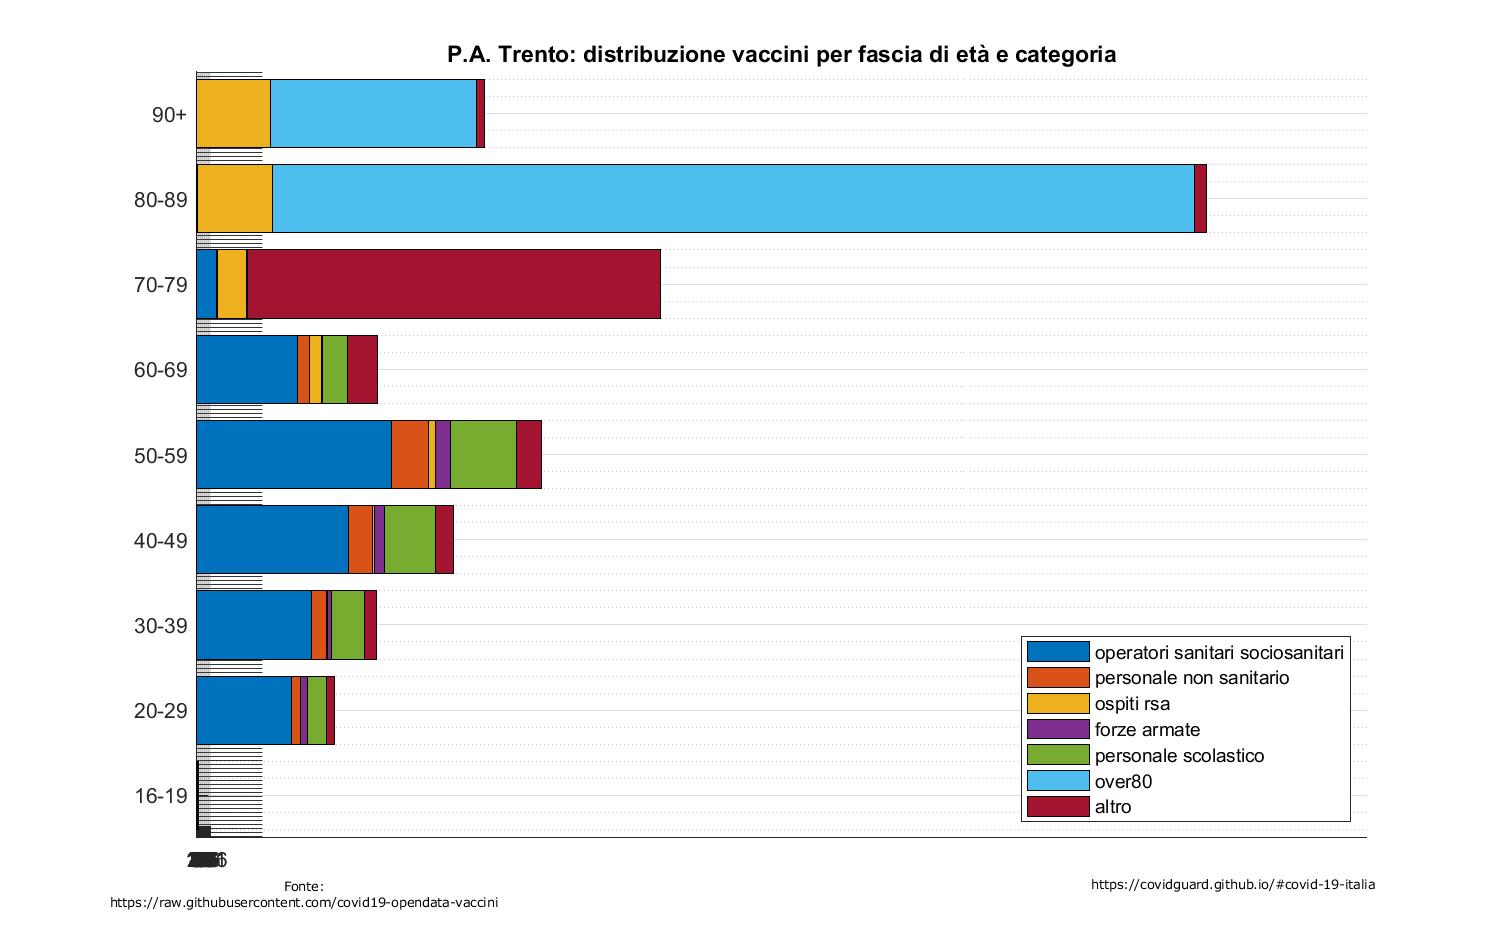 P.A. Trento: distribuzione vaccini per fascia di età e categoria
90+
80-89
70-79
60-69
50-59
40-49
30-39
20-29
16-19
operatori sanitari sociosanitari
personale non sanitario
ospiti rsa
forze armate
personale scolastico
over80
altro
Fonte:
https://raw.githubusercontent.com/covid19-opendata-vaccini
https://covidguard.github.io/#covid-19-italia